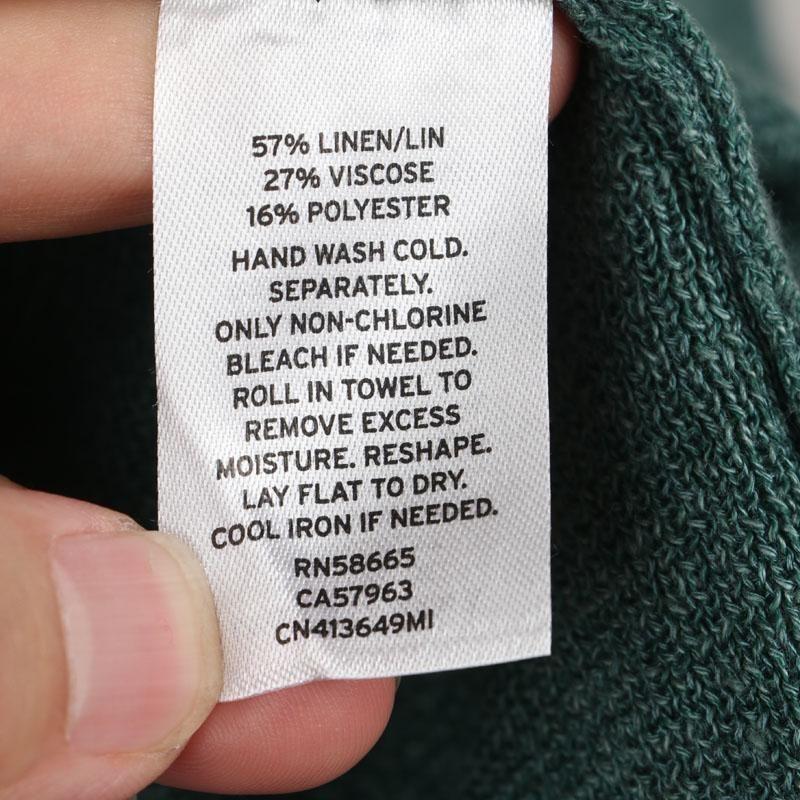 57% LINEN/LIN
27% VISCOSE
16% POLYESTER
HAND WASH COLD.
SEPARATELY.
ONLY NON-CHLORINE
BLEACH IF NEEDED.
ROLL IN TOWEL TO
REMOVE EXCESS
MOISTURE. RESHAPE.
LAY FLAT TO DRY.
COOL IRON IF NEEDED.
RN58665
CA57963
CN413649MI